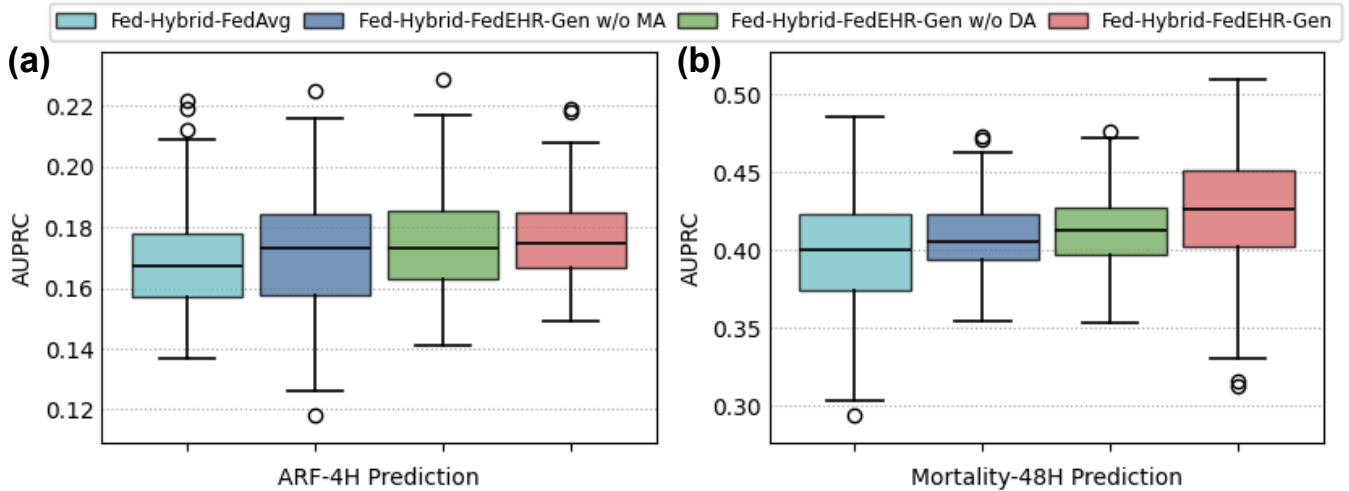 Fed-Hybrid-FedAvg Fed-Hybrid-FedEHR-Gen w/o MA Fed-Hybrid-FedEHR-Gen w/o DA Fed-Hybrid-FedEHR-Gen
(a)
AUPRC
0.22
0.20
0.18
0.16
0.14
0.12
ARF-4H Prediction
(b)
AUPRC
0.50
0.45
0.40
0.35
0.30
Mortality-48H Prediction